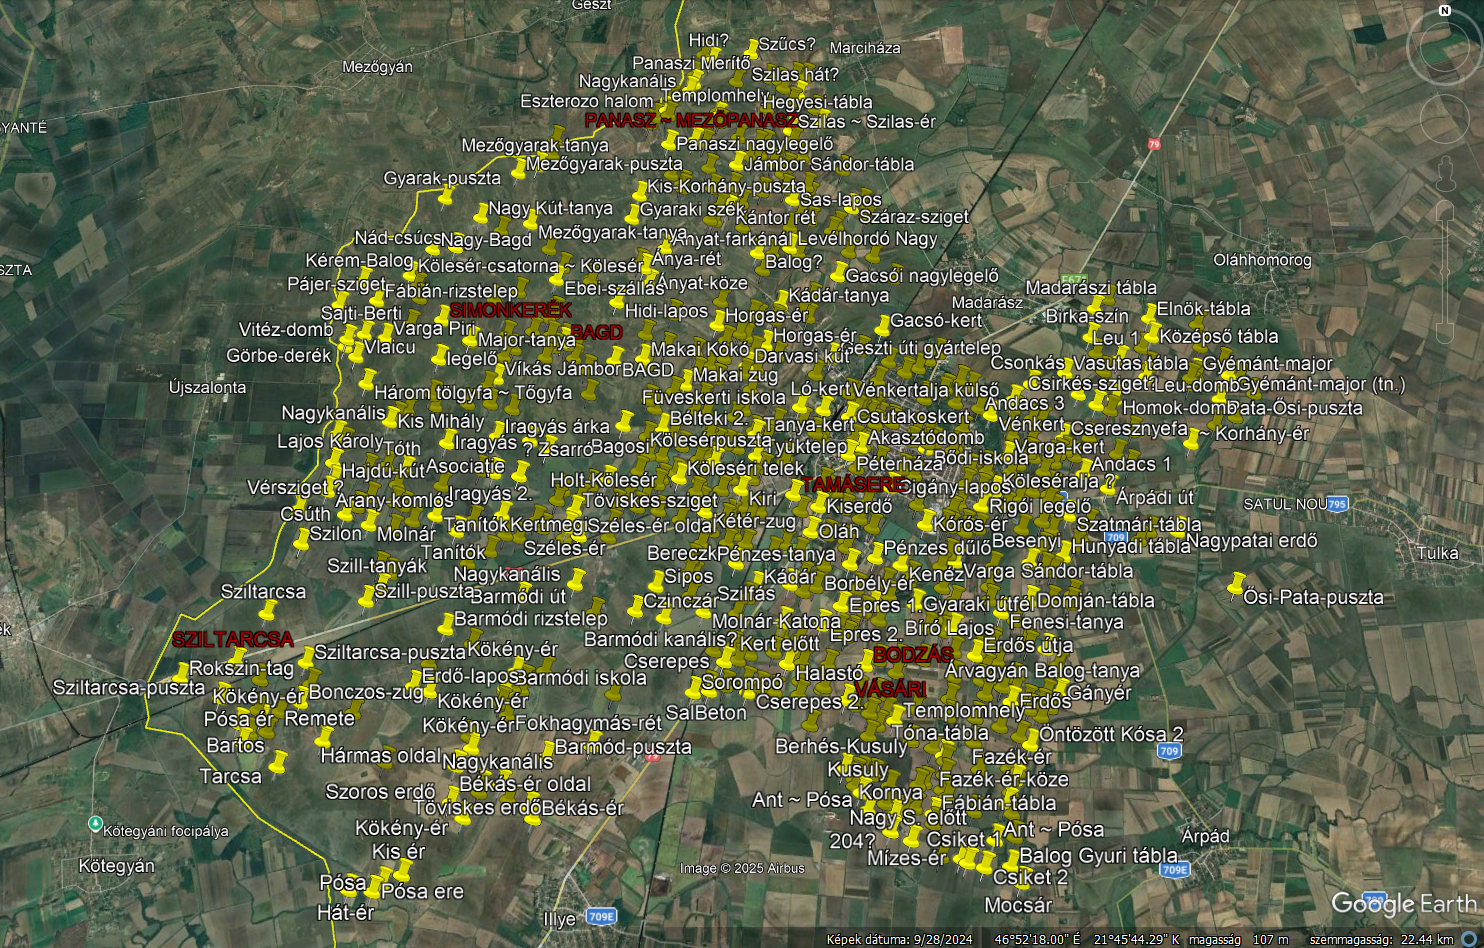 Geszt
N
Hidi?
Szűcs?
Marciháza
Mezőgyán
Panaszi Merítő
Szilas hát?
Nagykanális
Templomhely
Eszterozo halom
Hegyesi-tábla
PANASZ ~ MEZŐPANASZ
Szilas ~ Szilas-ér
YANTÉ
79
Mezőgyarak-tanya
Panaszi nagylegelő
Mezőgyarak-puszta
Jámbor Sándor-tábla
Gyarak-puszta
Kis-Korhány-puszta
Sas-lapos
Nagy Kút-tanya
Gyaraki szék
Kántor rét
Száraz-sziget
Nád-csúcs
Nagy-Bagd
Mezőgyarak-tanya
Anyat-farkánál
Levélhordó Nagy
Kérem-Balog
Kölesér-csatorna ~ Kölesér
Anya-rét
Balog?
Oláhhomorog
SZTA
Pájer-sziget
Fábián-rizstelep
Ebei-szállás
Ányat-köze
Gacsói nagylegelő
E671
Madarászi tábla
Kádár-tanya
Madarász
Sajti-Berti
SIMONKERÉK
Hidi-lapos
Horgas-ér
Gacsó-kert
Birka-szín
Elnök-tábla
Vitéz-domb
Varga Piri
BAGD
Horgas-ér
Leu 1
Középső tábla
Vlaicu
Major-tanya
Makai Kókó
Geszti úti gyártelep
Görbe-derék
legelő
Víkás Jámbor
BAGD
Darvasi kút
Csonkás
Vasutas tábla
Gyémánt-major
Újszalonta
Makai zug
Csirkés-sziget?
Leu-domb
Gyémánt-major (tn.)
Három tölgyfa ~ Tőgyfa
Füveskerti iskola
Ló-kert
Vénkertalja külső
Andacs 3
Homok-domb
Pata-Ősi-puszta
Nagykanális
Kis Mihály
Iragyás árka
Bélteki 2.
Tanya-kert
Csutakoskert
Vénkert
Cseresznyefa
~ Korhány-ér
Lajos Károly
Tóth
Iragyás ?
Zsarró
Bagosi
Kölesérpuszta
Tyúktelep
Akasztódomb
Varga-kert
Hajdú-kút
Asociație
Köleséri telek
Péterháza
Rődi-iskola
Andacs 1
Vérsziget ?
Holt-Kölesér
TAMÁSERE
Cigány-lapos
Köleséralja ?
Arany-komlós
Iragyás 2.
Töviskes-sziget
Kiri
Kiserdő
Rigói legelő
Árpádi út
SATUL NOU
795
Csúth
Szilon
Molnár
Tanítók
Kertmegi
Széles-ér oldal
Kétér-zug
Oláh
Kórós-ér
Szatmári-tábla
Besenyi
709
Nagypatai erdő
Tanítók
Széles-ér
Bereczki
Pénzes-tanya
Pénzes dűlő
Hunyadi tábla
Tulka
Szill-tanyák
Nagykanális
Sipos
Kádár
Borbély-ér
Kenéz
Varga Sándor-tábla
Sziltarcsa
Szill-puszta
Barmódi út
Czinczár
Szilfás
Epres 1.
Gyaraki útfél
Domján-tábla
Ősi-Pata-puszta
Barmódi rizstelep
Molnár-Katona
Fenesi-tanya
SZILTARCSA
Barmódi kanális?
Kert előtt
Epres 2.
Bíró Lajos
Erdős útja
Sziltarcsa-puszta
Kökény-ér
Cserepes
BODZÁS
Rokszin-tag
Erdő-lapos
Barmódi iskola
Sorompó
Halastó
Árvagyán
Balog-tanya
Sziltarcsa-puszta
Kökény-ér
Bonczos-zug
Kökény-ér
Cserepes 2.
VÁSÁRI
Erdős
Gányér
Pósa ér
Remete
Kökény-ér
Fokhagymás-rét
SalBeton
Templomhely
Bartos
Hármas oldal
Nagykanális
Barmód-puszta
Berhés-Kusuly
Tóna-tábla
Öntözött Kósa 2
709
Tarcsa
79
Fazék-ér
Szoros erdő
Békás-ér oldal
Kusuly
Fazék-ér-köze
Töviskes erdő
Békás-ér
Ant ~ Pósa
Kornya
Fábián-tábla
Kötegyáni focipálya
Kökény-ér
Nagy S. előtt
Ant ~ Pósa
Árpád
204?
Csiket 1
Kis ér
Mízes-ér
Balog Gyuri tábla
709E
Kötegyán
Image © 2025 Airbus
Csiket 2
Pósa
Pósa ere
Mocsár
Google Earth
Hát-ér
Illye
709E
Képek dátuma: 9/28/2024 46°52'18.00" É 21°45'44.29" K magasság 107 m szemmagasság: 22.44 km